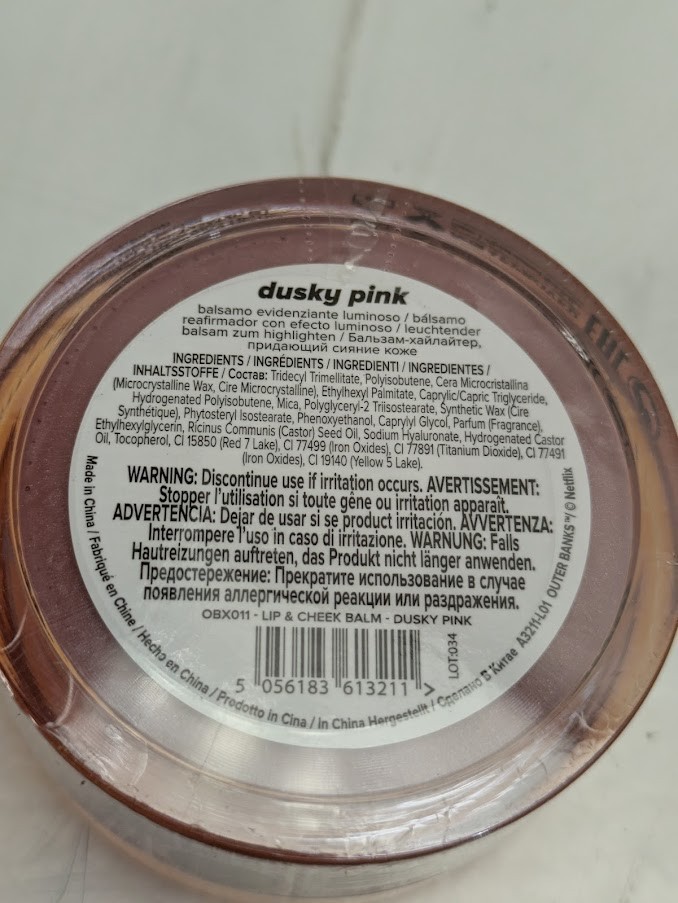 dusky pink
balsamo evidenziante luminoso / bálsamo
reafirmador con efecto luminoso / leuchtender
balsam zum highlighten / Бальзам-хайлайтер,
придающий сияние коже
INGREDIENTS / INGRÉDIENTS / INGREDIENTI / INGREDIENTES /
INHALTSSTOFFE / Состав: Tridecyl Trimellitate, Polyisobutene, Cera Microcristallina
(Microcrystalline Wax, Cire Microcrystalline), Ethylhexyl Palmitate, Caprylic/Capric Triglyceride,
Hydrogenated Polyisobutene, Mica, Polyglyceryl-2 Triisostearate, Synthetic Wax (Cire
Synthétique), Phytosteryl Isostearate, Phenoxyethanol, Caprylyl Glycol, Parfum (Fragrance),
Ethylhexylglycerin, Ricinus Communis (Castor) Seed Oil, Sodium Hyaluronate, Hydrogenated Castor
Oil, Tocopherol, CI 15850 (Red 7 Lake), CI 77499 (Iron Oxides), CI 77891 (Titanium Dioxide), CI 77491
(Iron Oxides), CI 19140 (Yellow 5 Lake).
WARNING: Discontinue use if irritation occurs. AVERTISSEMENT:
Stopper l'utilisation si toute gêne ou irritation apparaît.
ADVERTENCIA: Dejar de usar si se product irritación. AVVERTENZA:
Interrompere l'uso in caso di irritazione. WARNUNG: Falls
Hautreizungen auftreten, das Produkt nicht länger anwenden.
Предостережение: Прекратите использование в случае
появления аллергической реакции или раздражения.
OBX011 - LIP & CHEEK BALM - DUSKY PINK
LOT:034
5 056183 613211 >
Made in China / Fabriqué en Chine / Hecho en China / Prodotto in Cina / in China Hergestellt / Сделано В Китае A3211-L01 OUTER BANKS™/ © Netflix